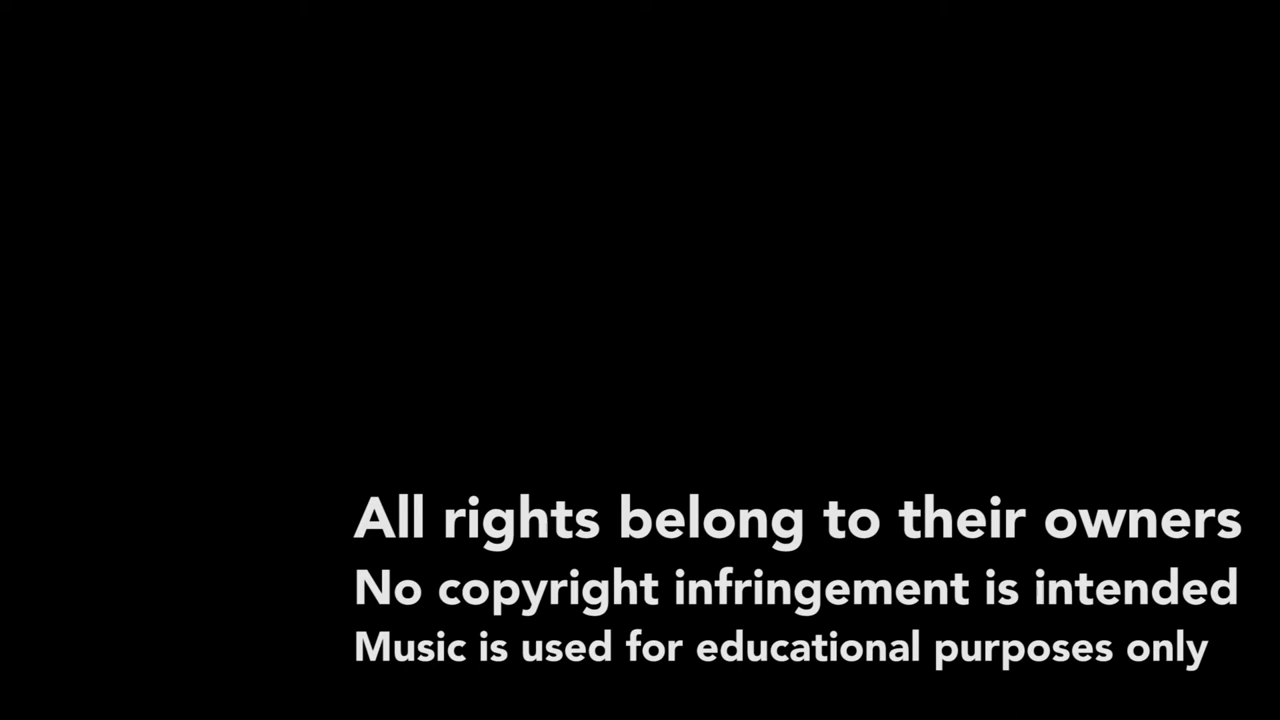 All rights belong to their owners
No copyright infringement is intended
Music is used for educational purposes only